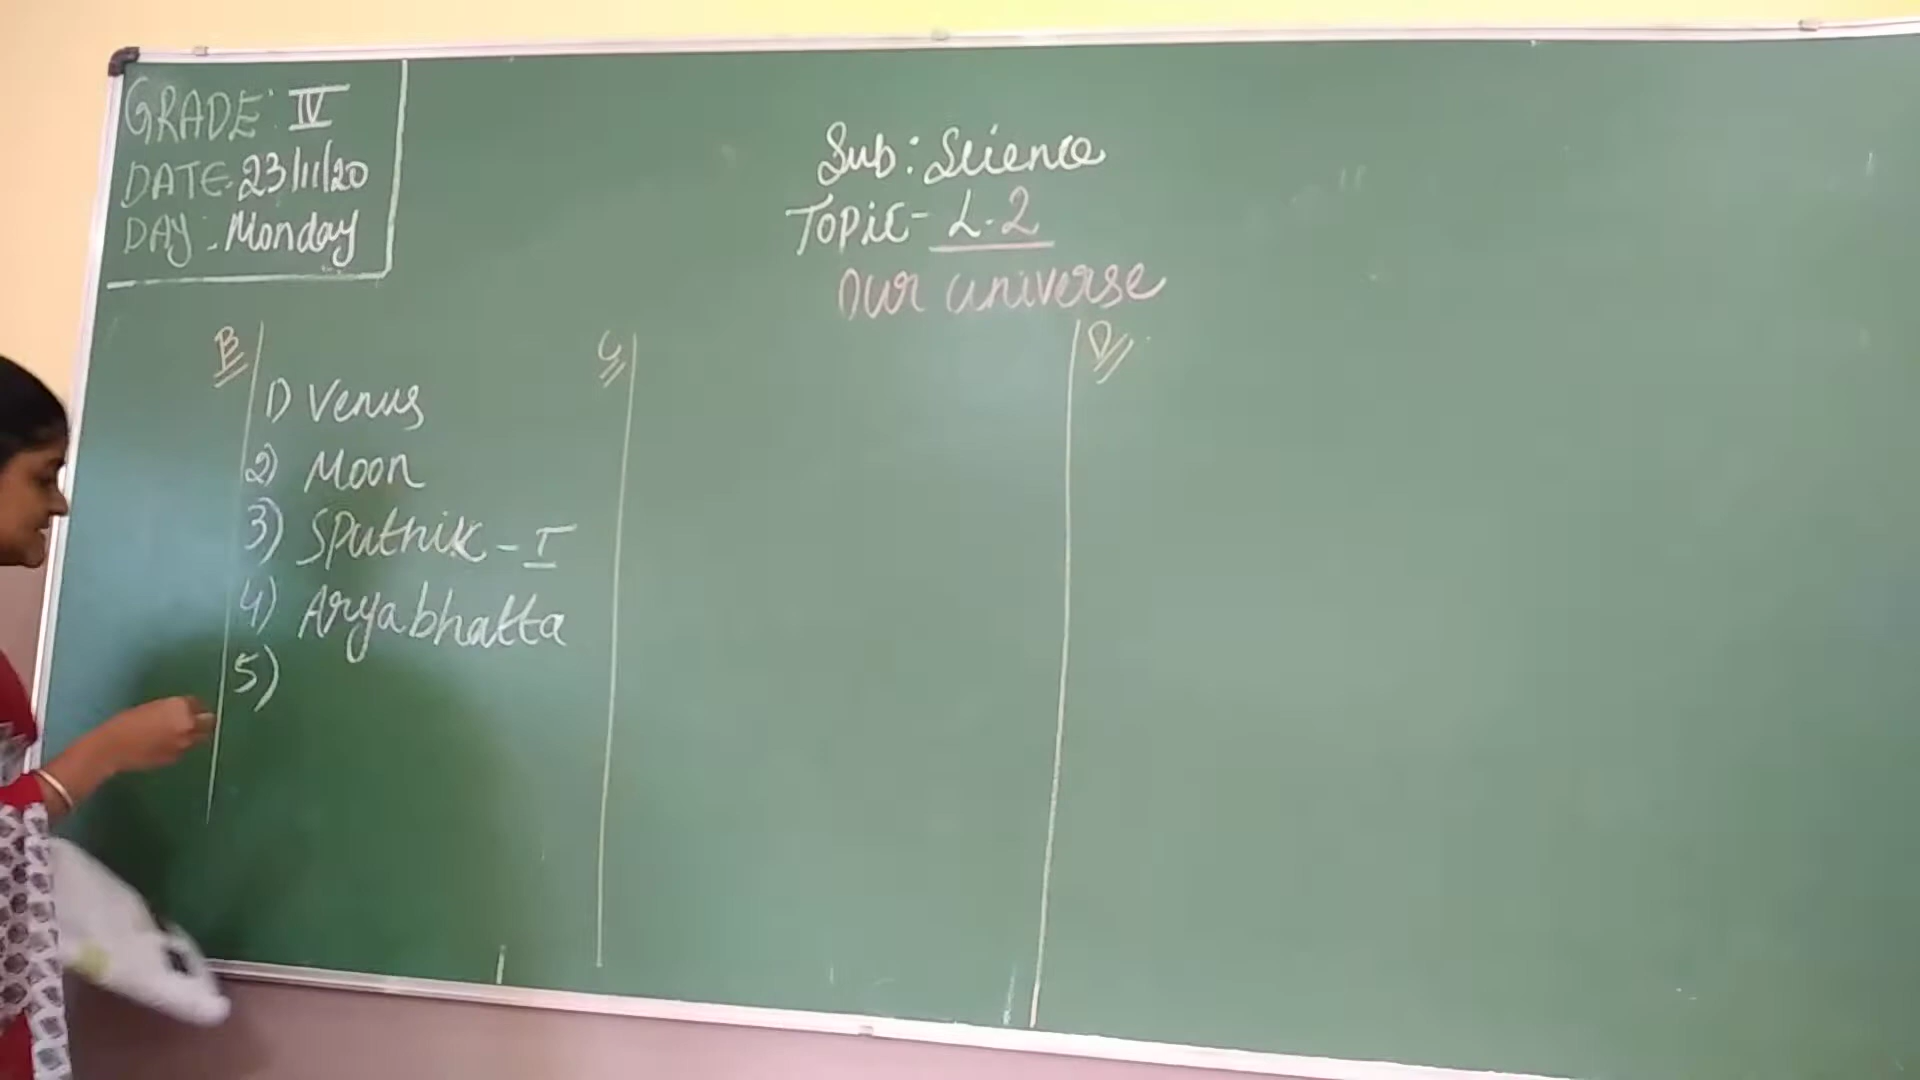 GRADE: IV
DATE-23/11/20
DAY:-Monday
Sub: Science
Topic- L-2
Our universe
B
1) Venus
2) Moon
3) Sputnik-I
4) Aryabhatta
5)
C
D